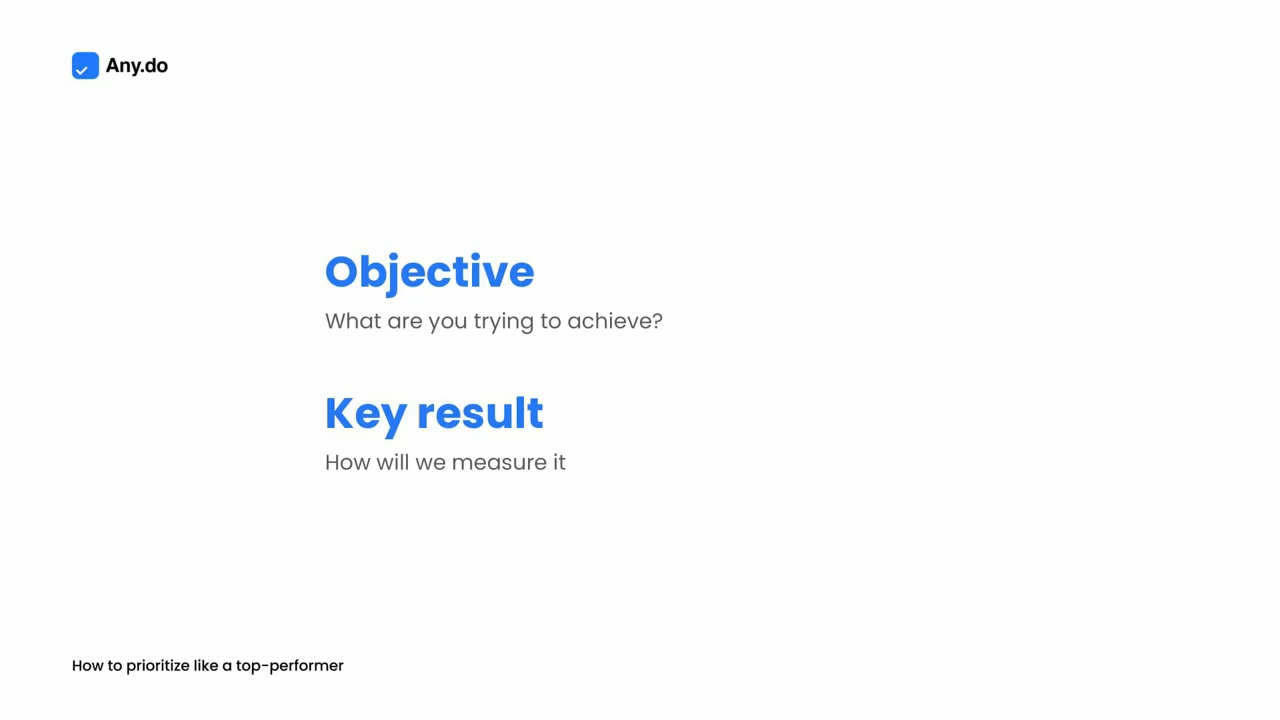 Any.do
Objective
What are you trying to achieve?
Key result
How will we measure it
How to prioritize like a top-performer